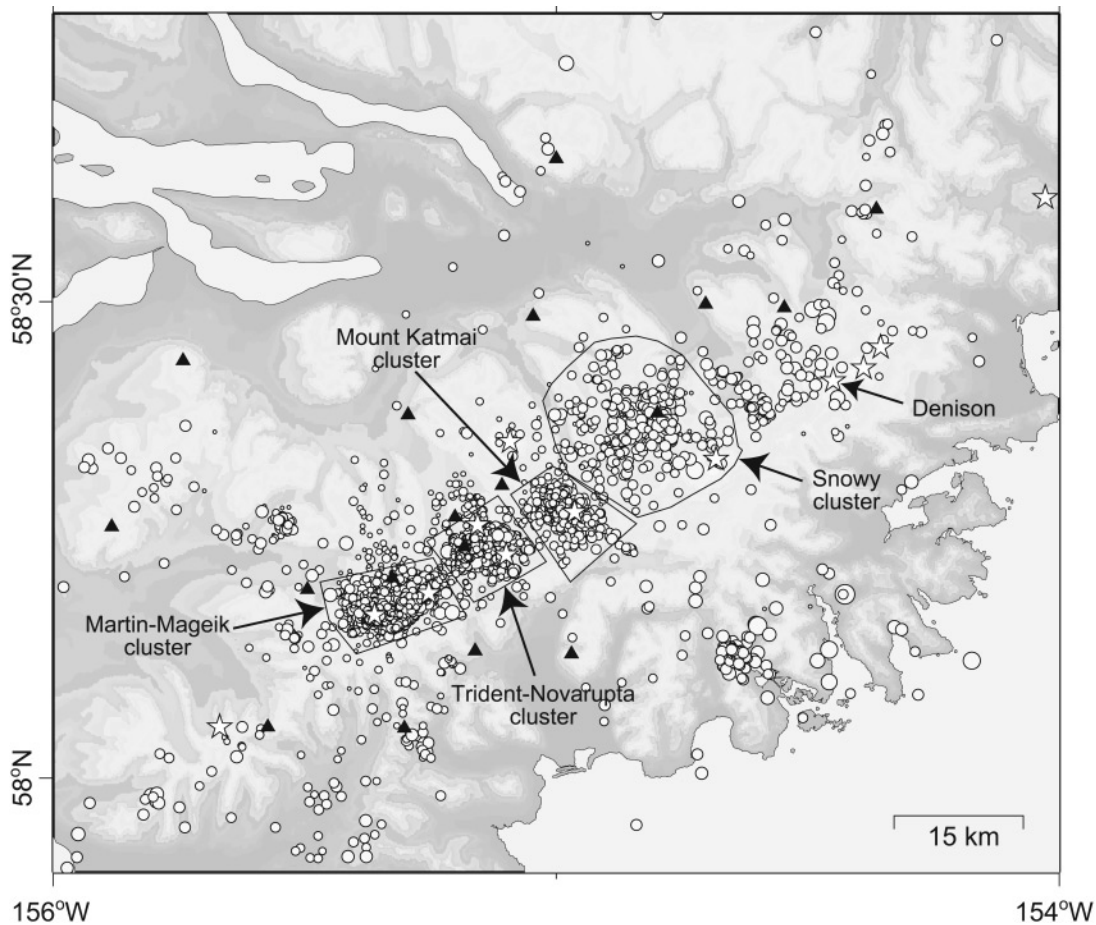 58°30'N
Mount Katmai
cluster
Denison
Snowy
cluster
Martin-Mageik
cluster
Trident-Novarupta
cluster
58°N
15 km
156°W
154°W